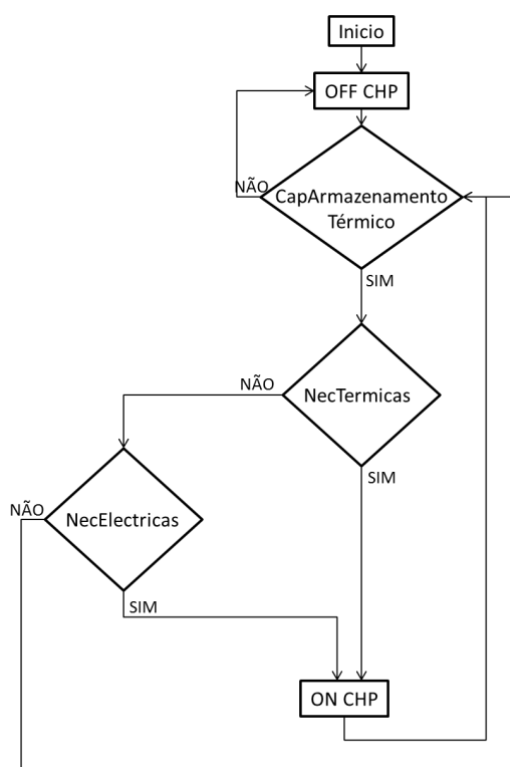 Inicio
OFF CHP
NÃO
CapArmazenamento
Térmico
SIM
NÃO
NecTermicas
SIM
NÃO
NecElectricas
SIM
ON CHP